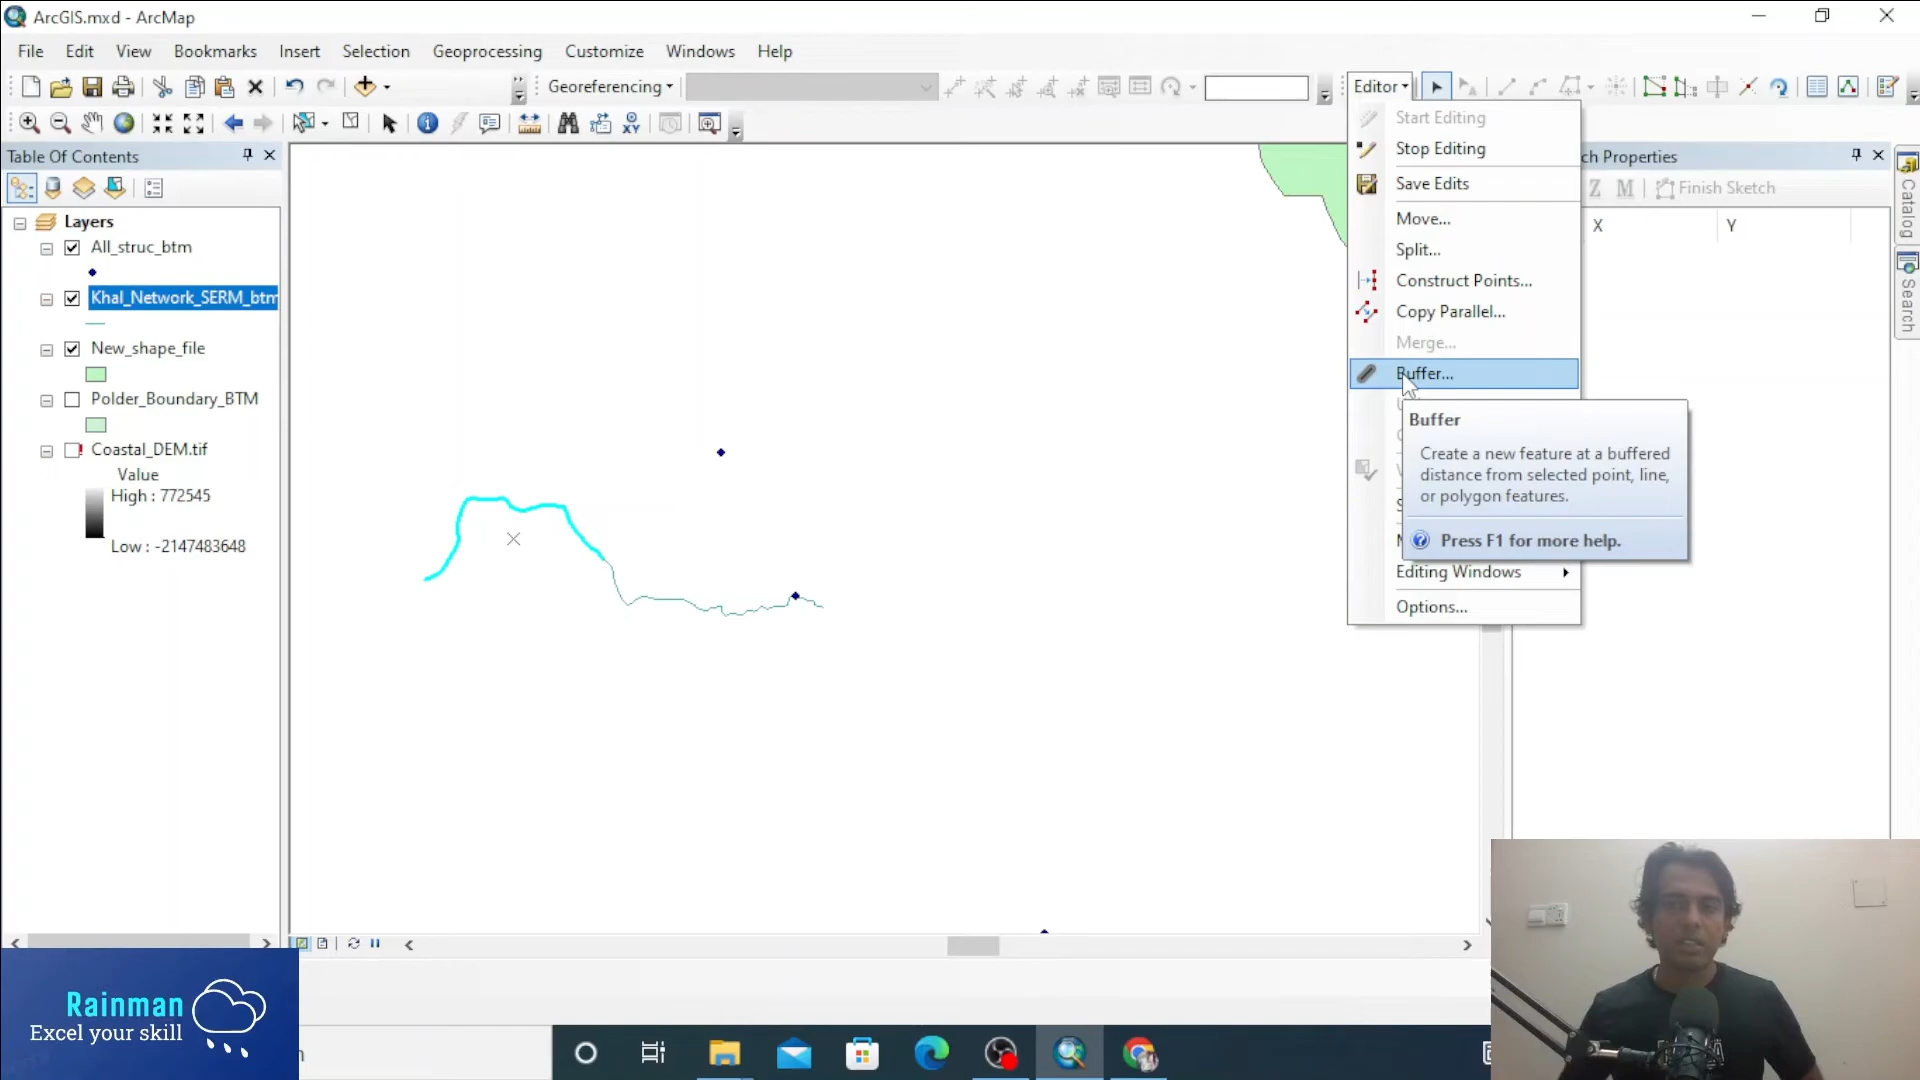 ArcGIS.mxd - ArcMap
File Edit View Bookmarks Insert Selection Geoprocessing Customize Windows Help
Georeferencing
Editor
Table Of Contents
Layers
All_struc_btm
Khal_Network_SERM_btm
New_shape_file
Polder_Boundary_BTM
Coastal_DEM.tif
Value
High : 772545
Low : -2147483648
Start Editing
Stop Editing
Save Edits
Move...
Split...
Construct Points...
Copy Parallel...
Merge...
Buffer...
Buffer
Create a new feature at a buffered
distance from selected point, line,
or polygon features.
Press F1 for more help.
Editing Windows
Options...
ch Properties
Z M Finish Sketch
X Y
Catalog
Search
XY
Rainman
Excel your skill